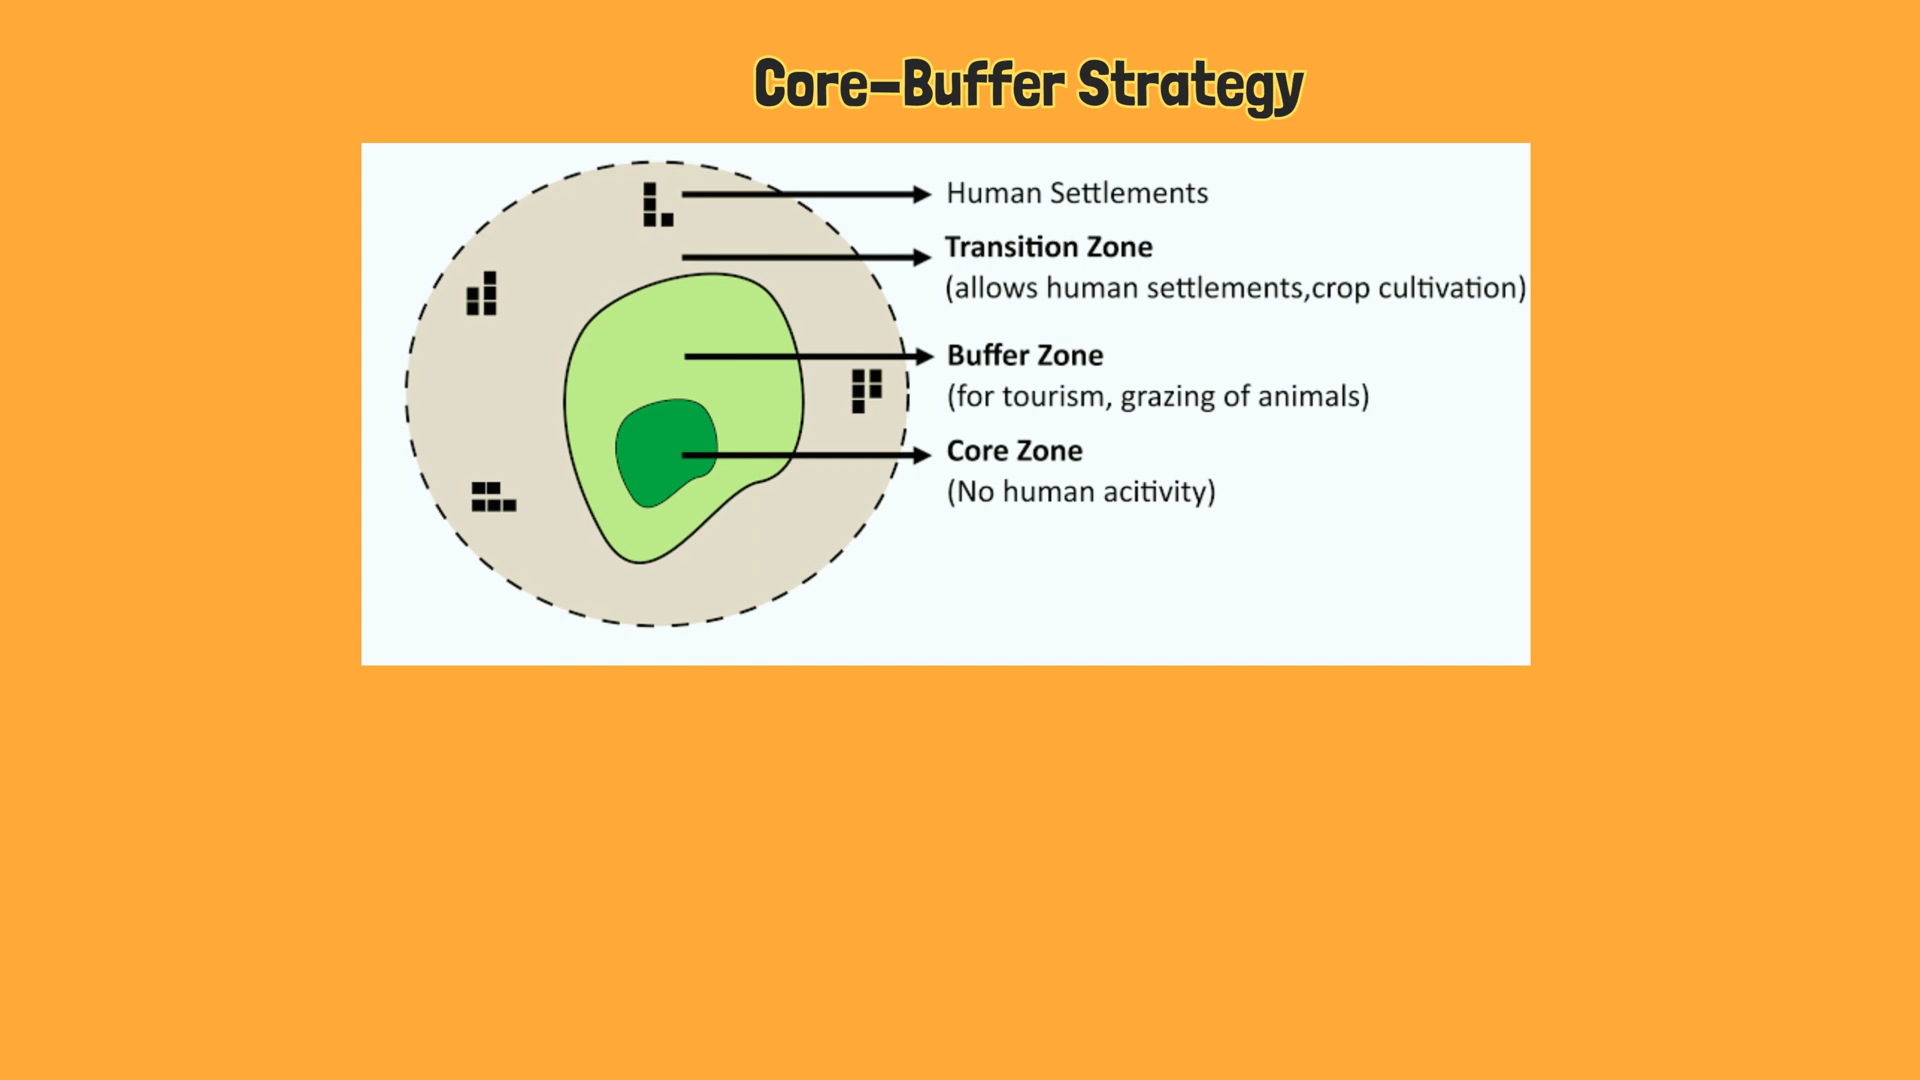 Core-Buffer Strategy
Human Settlements
Transition Zone
(allows human settlements,crop cultivation)
Buffer Zone
(for tourism, grazing of animals)
Core Zone
(No human acitivity)